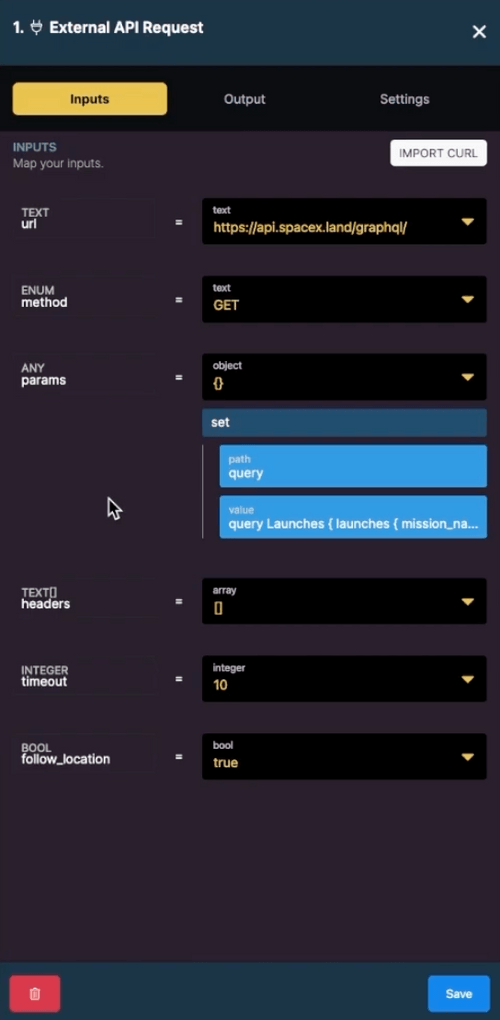 1. External API Request
Inputs
Output
Settings
INPUTS
Map your inputs.
IMPORT CURL
TEXT
url
=
text
https://api.spacex.land/graphql/
ENUM
method
=
text
GET
ANY
params
=
object
{}
set
path
query
value
query Launches { launches { mission_na...
TEXT[]
headers
=
array
[]
INTEGER
timeout
=
integer
10
BOOL
follow_location
=
bool
true
Save